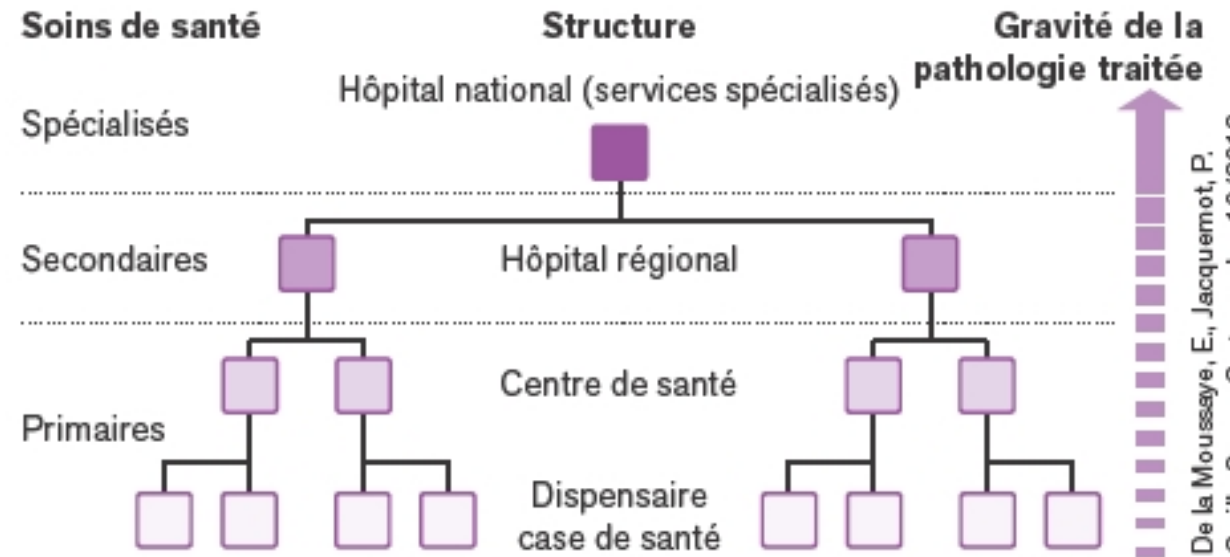 Soins de santé
Structure
Gravité de la
pathologie traitée
Hôpital national (services spécialisés)
Spécialisés
Secondaires
Hôpital régional
Centre de santé
Primaires
Dispensaire
case de santé
De la Moussaye, E., Jacquemot, P.